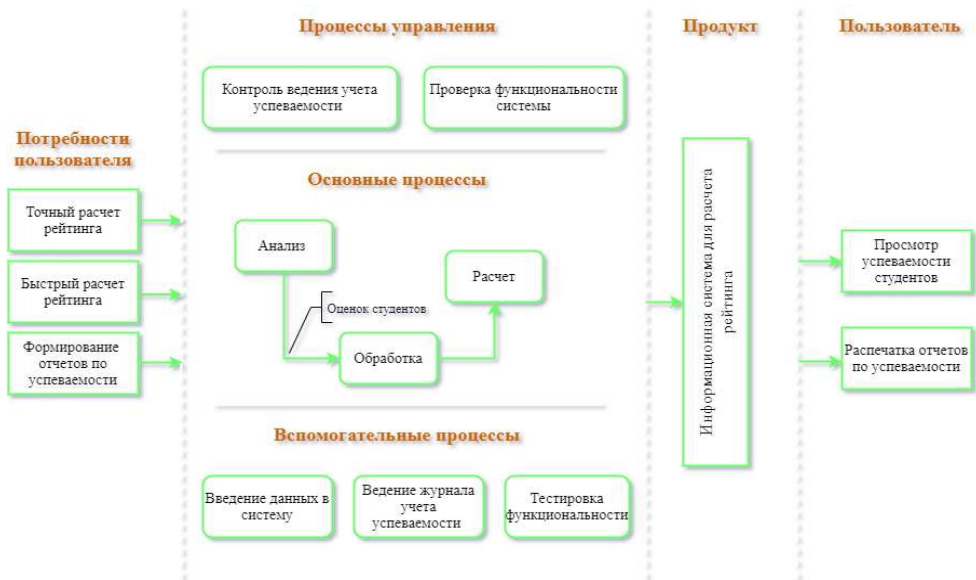 Процессы управления
Продукт
Пользователь
Контроль ведения учета
успеваемости
Проверка функциональности
системы
Потребности
пользователя
Точный расчет
рейтинга
Быстрый расчет
рейтинга
Формирование
отчетов по
успеваемости
Основные процессы
Анализ
Оценок студентов
Обработка
Расчет
Вспомогательные процессы
Введение данных в
систему
Ведение журнала
учета
успеваемости
Тестировка
функциональности
Информационная система для расчета
рейтинга
Просмотр
успеваемости
студентов
Распечатка отчетов
по успеваемости